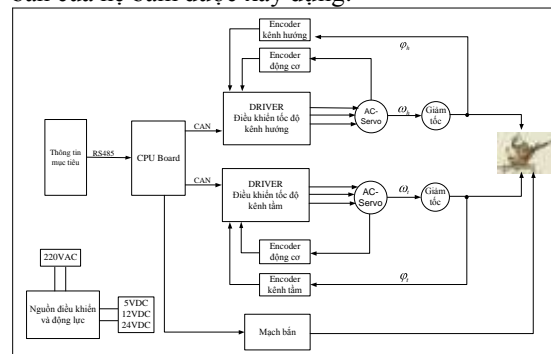 bản của hệ bám được xây dựng.
Encoder
kênh hướng
φh
Encoder
động cơ
DRIVER
Điều khiển tốc độ
kênh hướng
AC-
Servo
ωh
Giảm
tốc
CAN
Thông tin
mục tiêu
RS485
CPU Board
CAN
DRIVER
Điều khiển tốc độ
kênh tầm
AC-
Servo
ωt
Giảm
tốc
Encoder
động cơ
Encoder
kênh tầm
φt
220VAC
Nguồn điều khiển
và động lực
5VDC
12VDC
24VDC
Mạch bắn